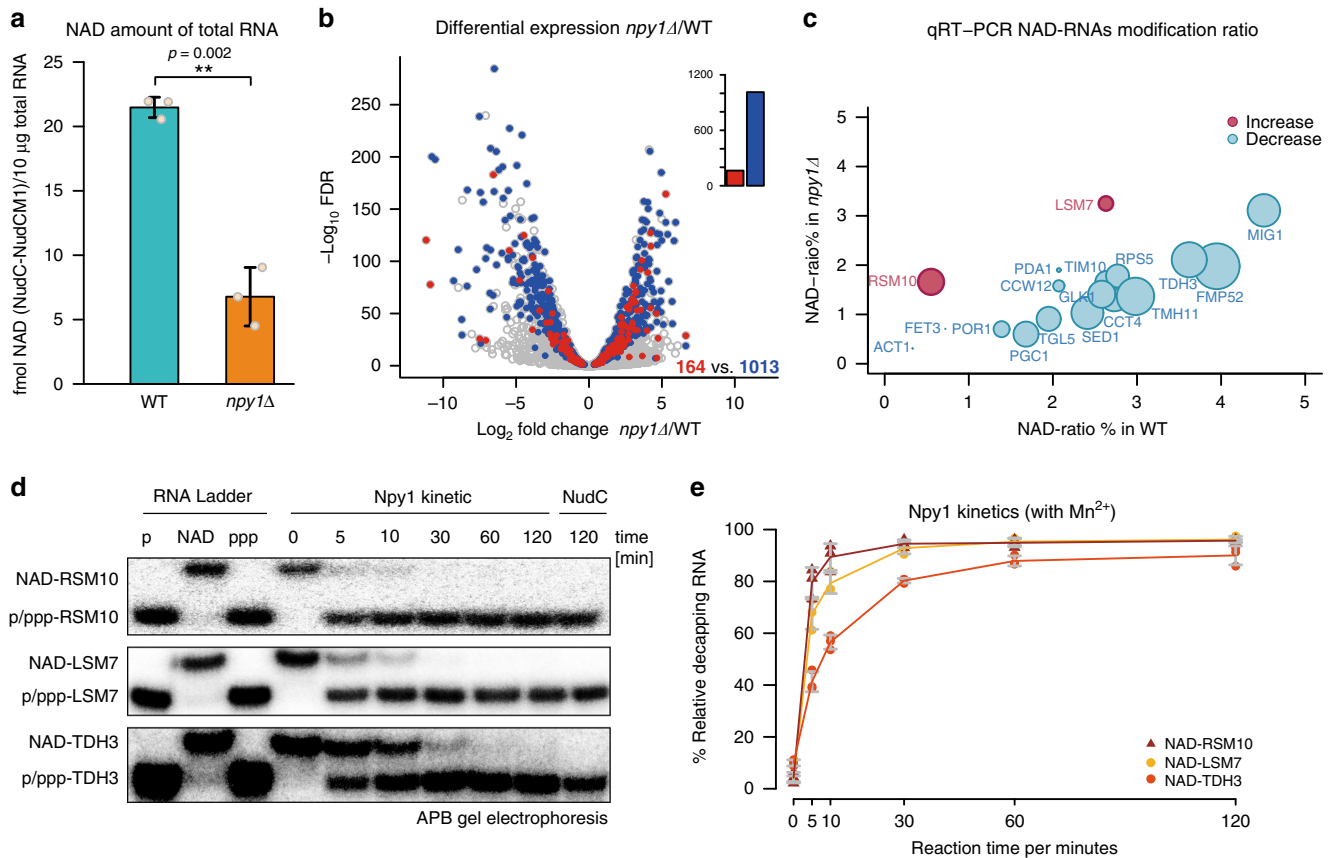 a
NAD amount of total RNA
p = 0.002
**
fmol NAD (NudC-NudCM1)/10 µg total RNA
25
20
15
10
5
0
WT
npy1Δ
b
Differential expression npy1Δ/WT
–Log10 FDR
250
200
150
100
50
0
1200
600
0
164 vs. 1013
–10
–5
0
5
10
Log2 fold change npy1Δ/WT
c
qRT–PCR NAD-RNAs modification ratio
NAD–ratio% in npy1Δ
5
4
3
2
1
0
Increase
Decrease
LSM7
MIG1
RSM10
PDA1
TIM10
RPS5
CCW12
GLK1
TDH3
FMP52
TMH11
CCT4
FET3
POR1
TGL5
SED1
ACT1
PGC1
0
1
2
3
4
5
NAD-ratio % in WT
d
RNA Ladder
Npy1 kinetic
NudC
p
NAD
ppp
0
5
10
30
60
120
120
time
[min]
NAD-RSM10
p/ppp-RSM10
NAD-LSM7
p/ppp-LSM7
NAD-TDH3
p/ppp-TDH3
APB gel electrophoresis
e
Npy1 kinetics (with Mn2+)
% Relative decapping RNA
100
80
60
40
20
0
NAD-RSM10
NAD-LSM7
NAD-TDH3
0
5
10
30
60
120
Reaction time per minutes